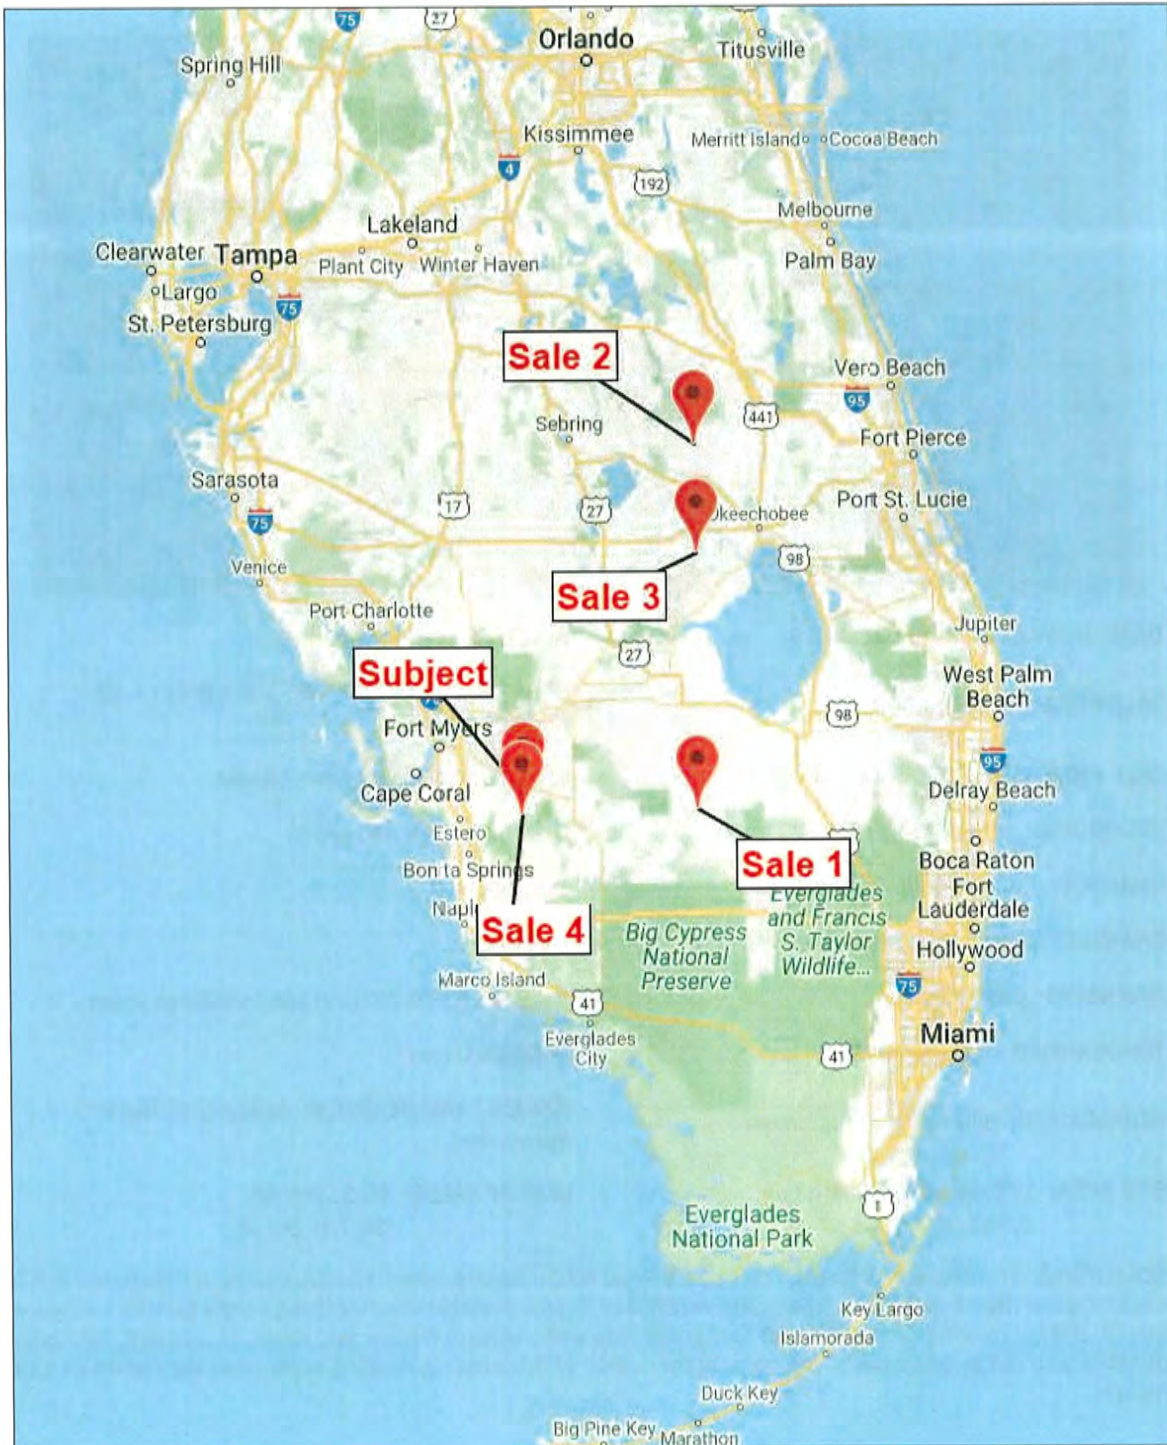 75
27
Orlando
Titusville
Spring Hill
Kissimmee
Merritt Island
Cocoa Beach
4
192
Melbourne
Lakeland
Clearwater
Tampa
Plant City
Winter Haven
Palm Bay
Largo
75
St. Petersburg
Sale 2
Vero Beach
95
441
Sebring
Fort Pierce
Sarasota
17
27
Okeechobee
Port St. Lucie
75
98
Venice
Sale 3
Port Charlotte
Jupiter
27
Subject
West Palm
Beach
98
Fort Myers
95
Cape Coral
Delray Beach
Estero
Sale 1
Boca Raton
Bonita Springs
Everglades
and Francis
S. Taylor
Wildlife...
Fort
Lauderdale
Napl
Sale 4
Big Cypress
National
Preserve
Hollywood
Marco Island
75
41
Everglades
City
Miami
41
1
Everglades
National Park
Key Largo
Islamorada
Duck Key
Big Pine Key
Marathon